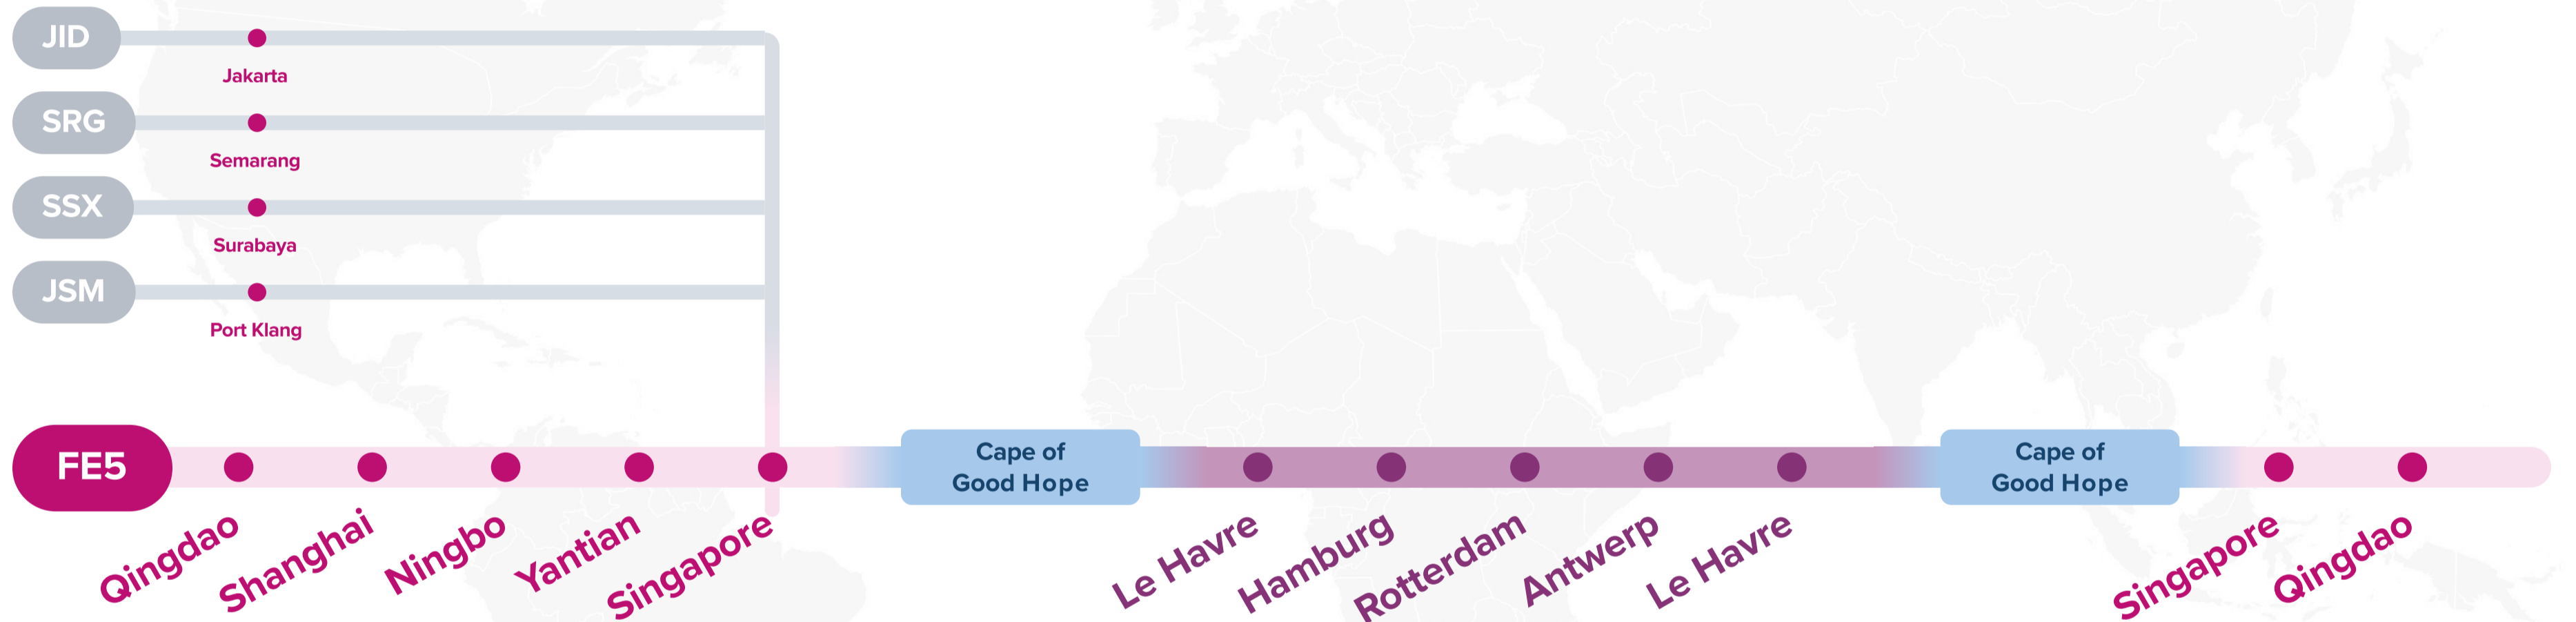 JID
Jakarta
SRG
Semarang
SSX
Surabaya
JSM
Port Klang
FE5
Qingdao
Shanghai
Ningbo
Yantian
Singapore
Cape of
Good Hope
Le Havre
Hamburg
Rotterdam
Antwerp
Le Havre
Cape of
Good Hope
Singapore
Qingdao